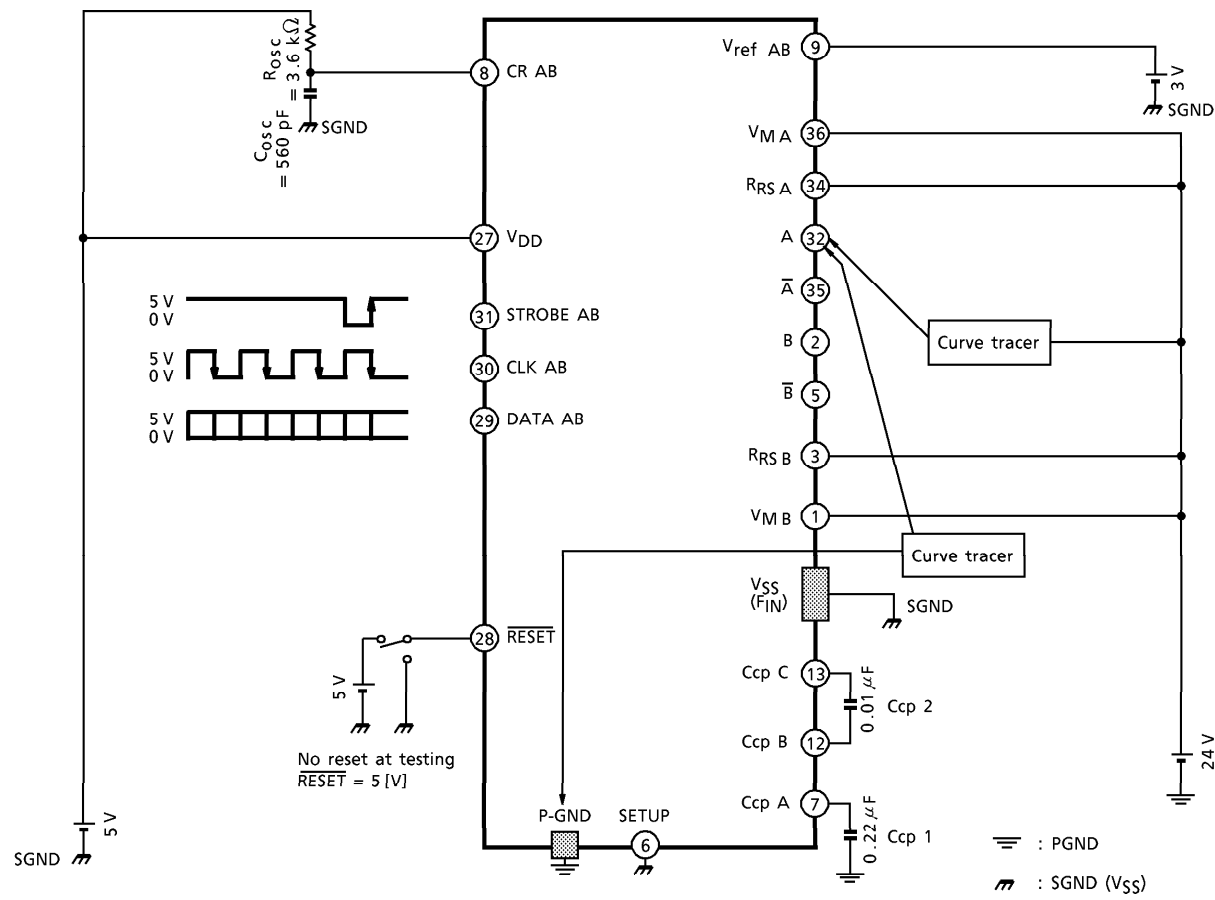 Rosc
= 3.6 kΩ
Cosc
= 560 pF
SGND
8
CR AB
Vref AB
9
3 V
SGND
VM A
36
RRS A
34
27
VDD
A
32
A̅
35
5 V
0 V
31
STROBE AB
B
2
Curve tracer
5 V
0 V
30
CLK AB
B̅
5
5 V
0 V
29
DATA AB
RRS B
3
VM B
1
Curve tracer
VSS
(FIN)
SGND
28
R̅E̅S̅E̅T̅
5 V
No reset at testing
R̅E̅S̅E̅T̅ = 5 [V]
Ccp C
13
0.01 μF
Ccp 2
Ccp B
12
24 V
Ccp A
7
0.22 μF
Ccp 1
P-GND
SETUP
6
5 V
SGND
: PGND
: SGND (VSS)